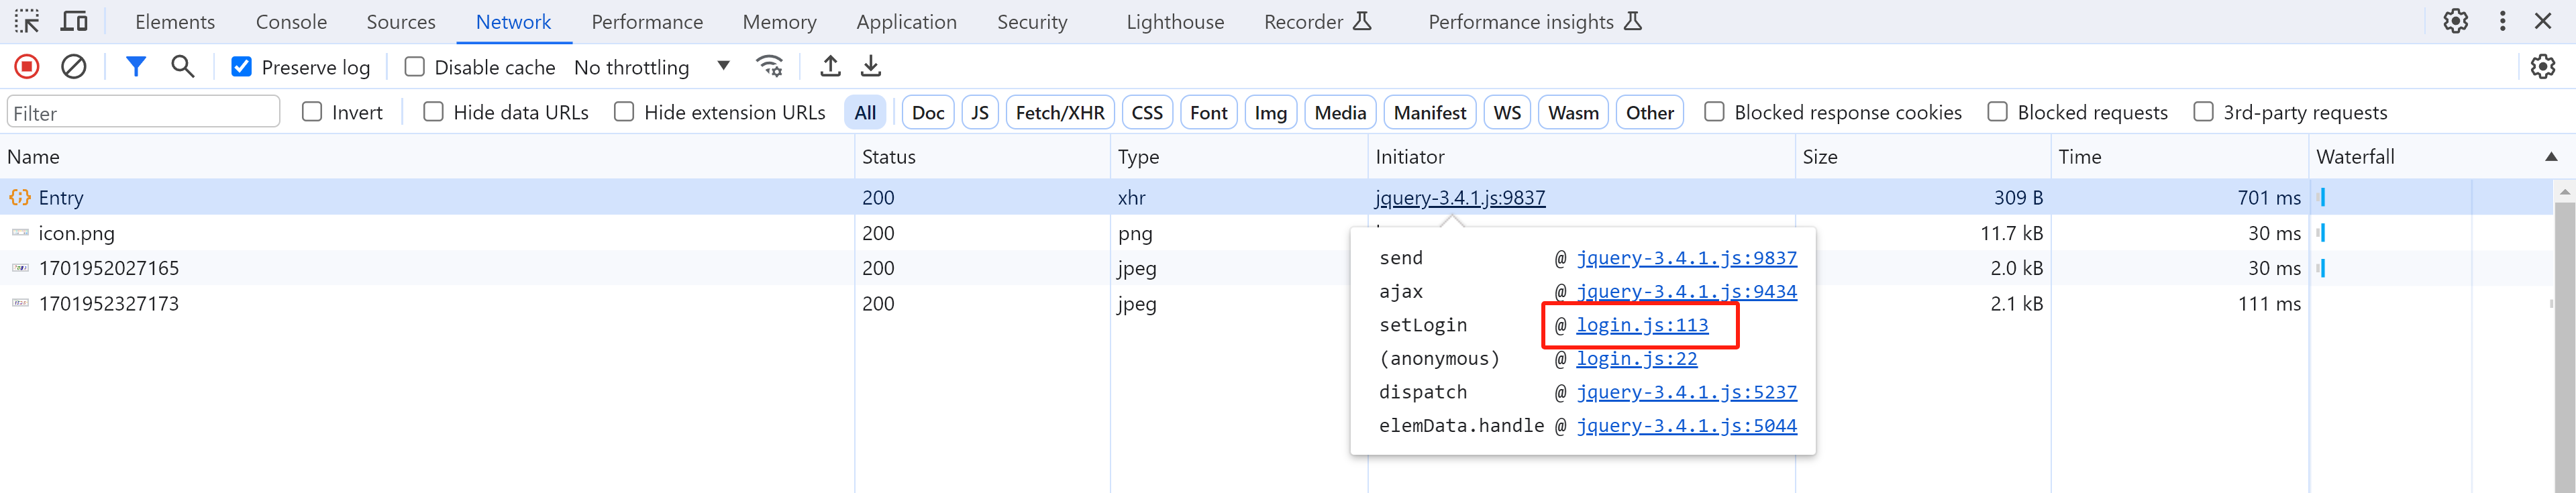 Elements Console Sources Network Performance Memory Application Security Lighthouse Recorder Performance insights
Preserve log Disable cache No throttling
Filter Invert Hide data URLs Hide extension URLs All Doc JS Fetch/XHR CSS Font Img Media Manifest WS Wasm Other Blocked response cookies Blocked requests 3rd-party requests
Name Status Type Initiator Size Time Waterfall
Entry 200 xhr jquery-3.4.1.js:9837 309 B 701 ms
icon.png 200 png 11.7 kB 30 ms
1701952027165 200 jpeg 2.0 kB 30 ms
1701952327173 200 jpeg 2.1 kB 111 ms
send @ jquery-3.4.1.js:9837
ajax @ jquery-3.4.1.js:9434
setLogin @ login.js:113
(anonymous) @ login.js:22
dispatch @ jquery-3.4.1.js:5237
elemData.handle @ jquery-3.4.1.js:5044